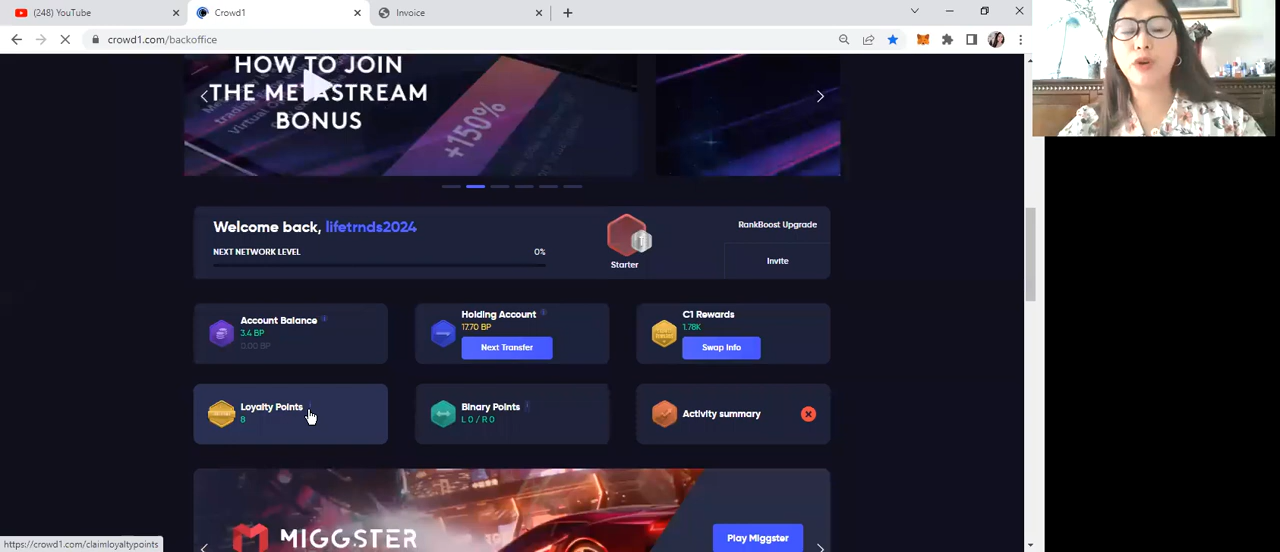 (248) YouTube
Crowd1
Invoice
crowd1.com/backoffice
HOW TO JOIN
THE METASTREAM
BONUS
+150%
Welcome back, lifetrnds2024
NEXT NETWORK LEVEL
0%
Starter
RankBoost Upgrade
Invite
Account Balance
3.4 BP
0.00 BP
Holding Account
17.70 BP
Next Transfer
C1 Rewards
1.78K
Swap Info
Loyalty Points
8
Binary Points
L 0 / R 0
Activity summary
MIGGSTER
Play Miggster
https://crowd1.com/claimloyaltypoints